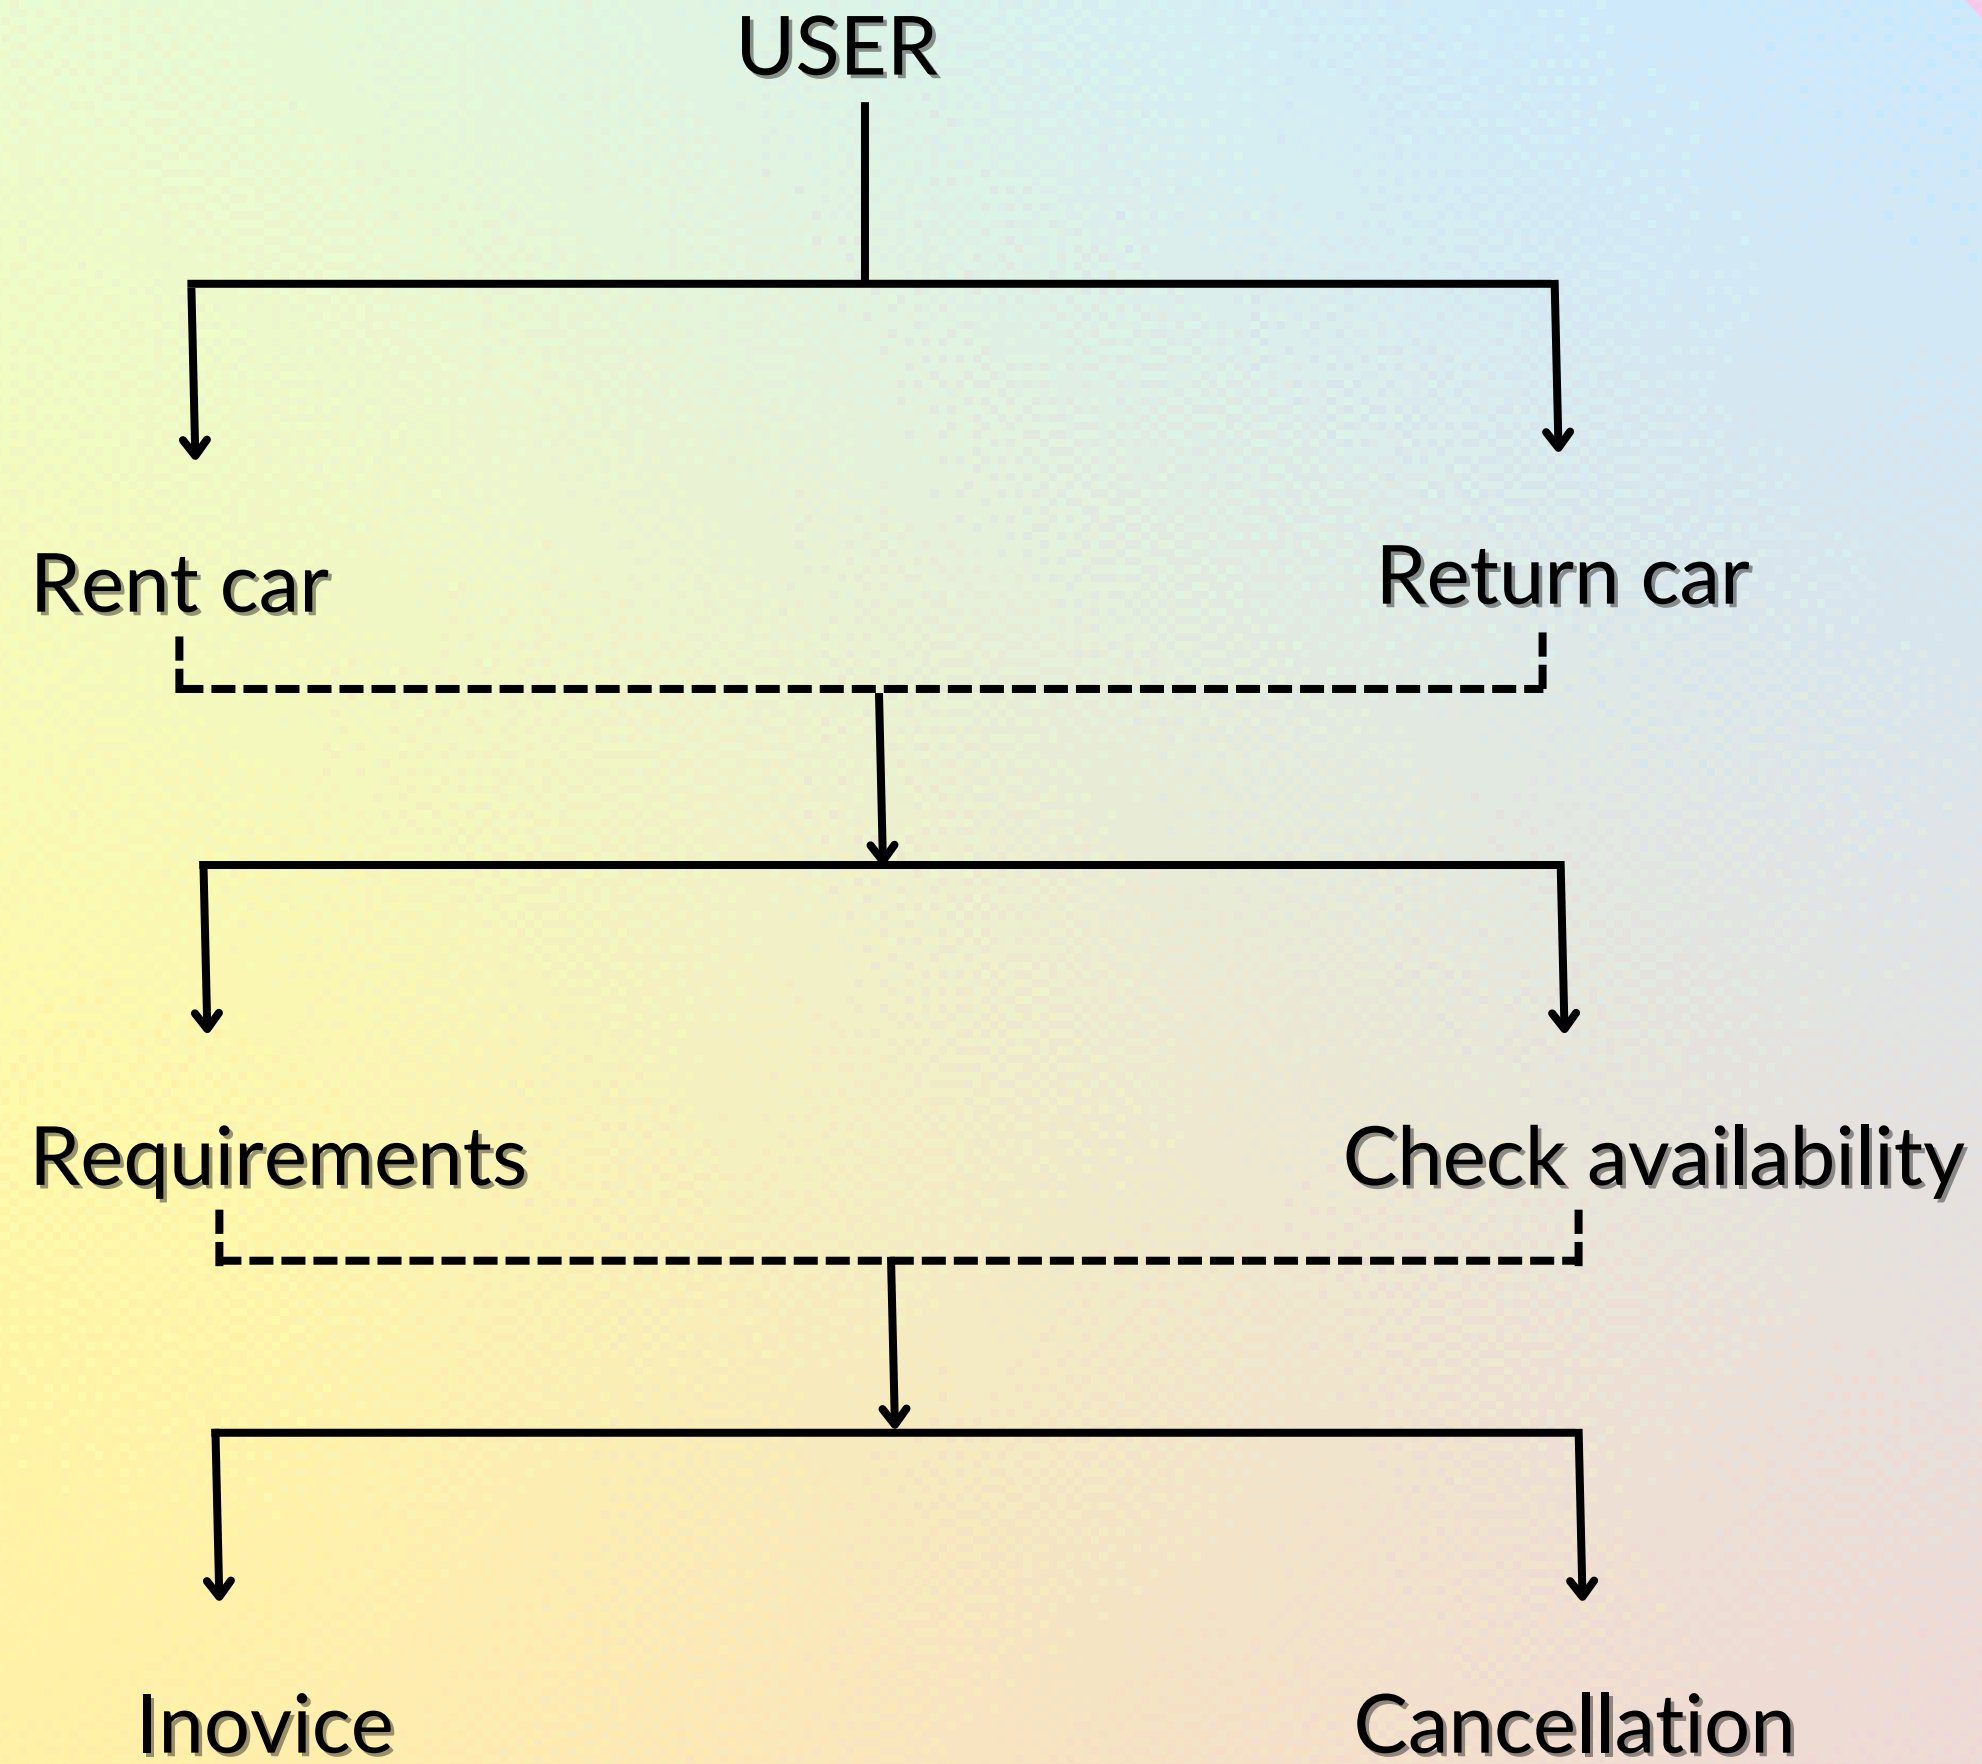 USER
Rent car
Return car
Requirements
Check availability
Inovice
Cancellation